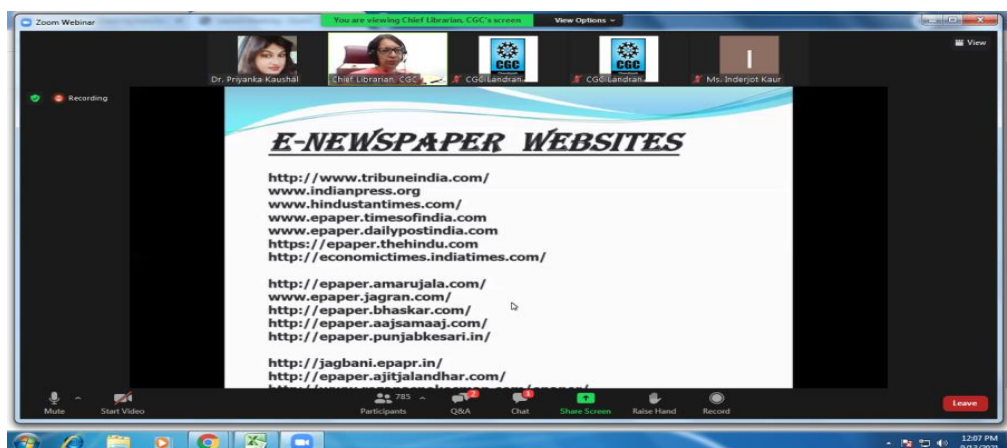 Zoom Webinar
You are viewing Chief Librarian, CGC's screen
View Options
View
CGC
CGC
I
Dr. Priyanka Kaushal
Chief Librarian, CGC
CGC Landran
CGC Landran
Ms. Inderjot Kaur
Recording
E-NEWSPAPER WEBSITES
http://www.tribuneindia.com/
www.indianpress.org
www.hindustantimes.com/
www.epaper.timesofindia.com
www.epaper.dailypostindia.com
https://epaper.thehindu.com
http://economictimes.indiatimes.com/
http://epaper.amarujala.com/
www.epaper.jagran.com/
http://epaper.bhaskar.com/
http://epaper.aajsamaaj.com/
http://epaper.punjabkesari.in/
http://jagbani.epapr.in/
http://epaper.ajitjalandhar.com/
785
2
1
Mute
Start Video
Participants
Q&A
Chat
Share Screen
Raise Hand
Record
Leave
12:07 PM